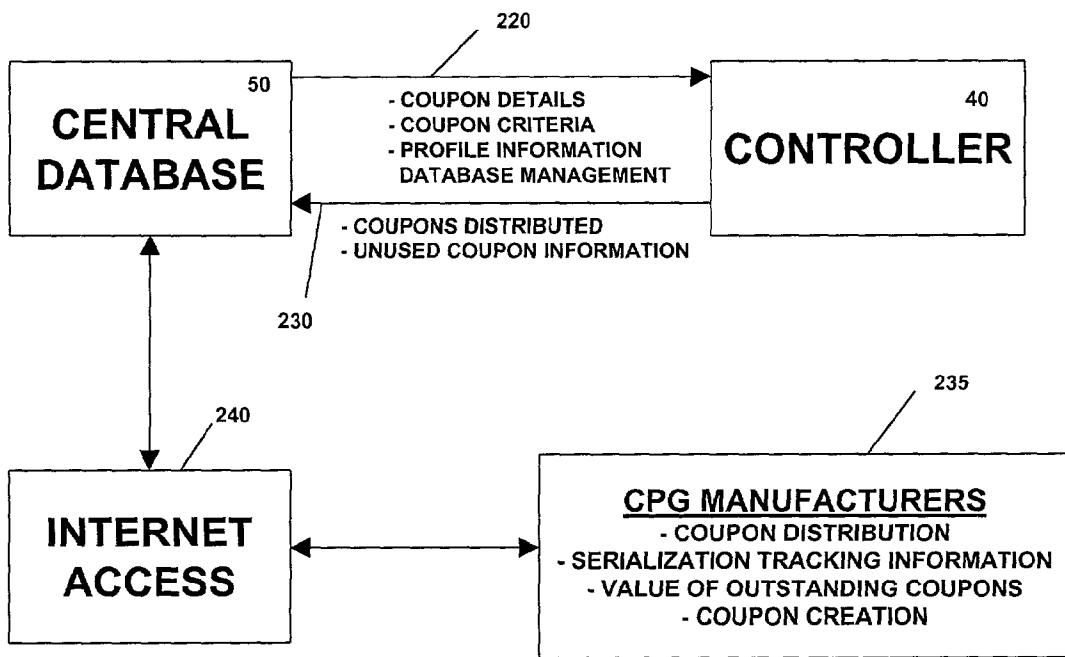 220
50
CENTRAL
DATABASE
- COUPON DETAILS
- COUPON CRITERIA
- PROFILE INFORMATION
DATABASE MANAGEMENT
40
CONTROLLER
- COUPONS DISTRIBUTED
- UNUSED COUPON INFORMATION
230
240
235
INTERNET
ACCESS
CPG MANUFACTURERS
- COUPON DISTRIBUTION
- SERIALIZATION TRACKING INFORMATION
- VALUE OF OUTSTANDING COUPONS
- COUPON CREATION